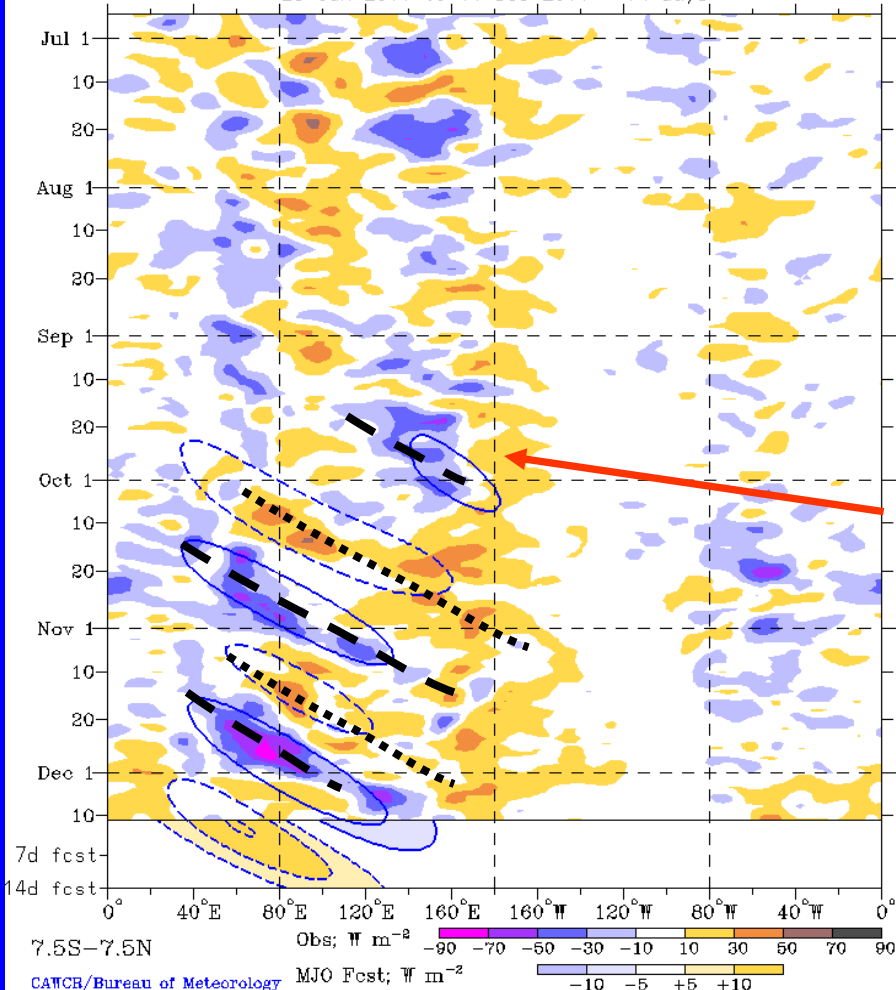 Jul 1
10
20
Aug 1
10
20
Sep 1
10
20
Oct 1
10
20
Nov 1
10
20
Dec 1
10
7d fcst
14d fcst
0° 40°E 80°E 120°E 160°E 160°W 120°W 80°W 40°W
7.5S-7.5N
Obs; W m-2
-90 -70 -50 -30 -10 10 30 50 70 90
CAWCR/Bureau of Meteorology
MJO Fcst; W m-2
-10 -5 +5 +10